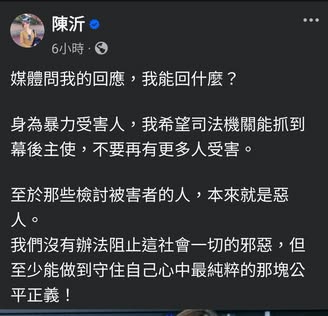 陳沂
6小時
媒體問我的回應，我能回什麼？
身為暴力受害人，我希望司法機關能抓到
幕後主使，不要再有更多人受害。
至於那些檢討被害者的人，本來就是惡
人。
我們沒有辦法阻止這社會一切的邪惡，但
至少能做到守住自己心中最純粹的那塊公
平正義！